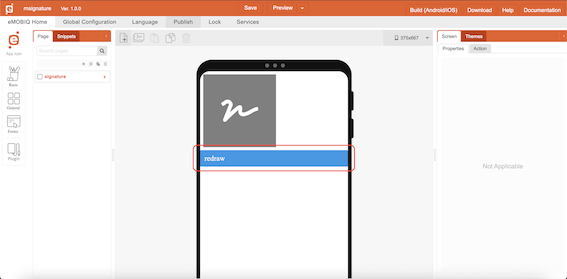 msignature Ver. 1.0.0 Save Preview Build (Android/iOS) Download Help Documentation
eMOBIQ Home Global Configuration Language Publish Lock Services
App Icon
Basic
General
Forms
Plugin
Page Snippets
Search pages
signature
375x667
redraw
Screen Themes
Properties Action
Not Applicable